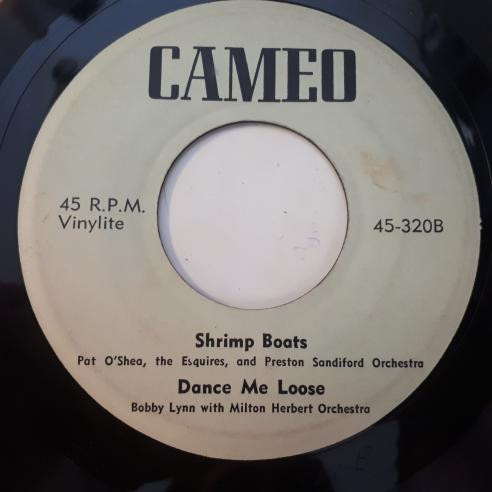 CAMEO
45 R.P.M.
Vinylite
45-320B
Shrimp Boats
Pat O'Shea, the Esquires, and Preston Sandiford Orchestra
Dance Me Loose
Bobby Lynn with Milton Herbert Orchestra